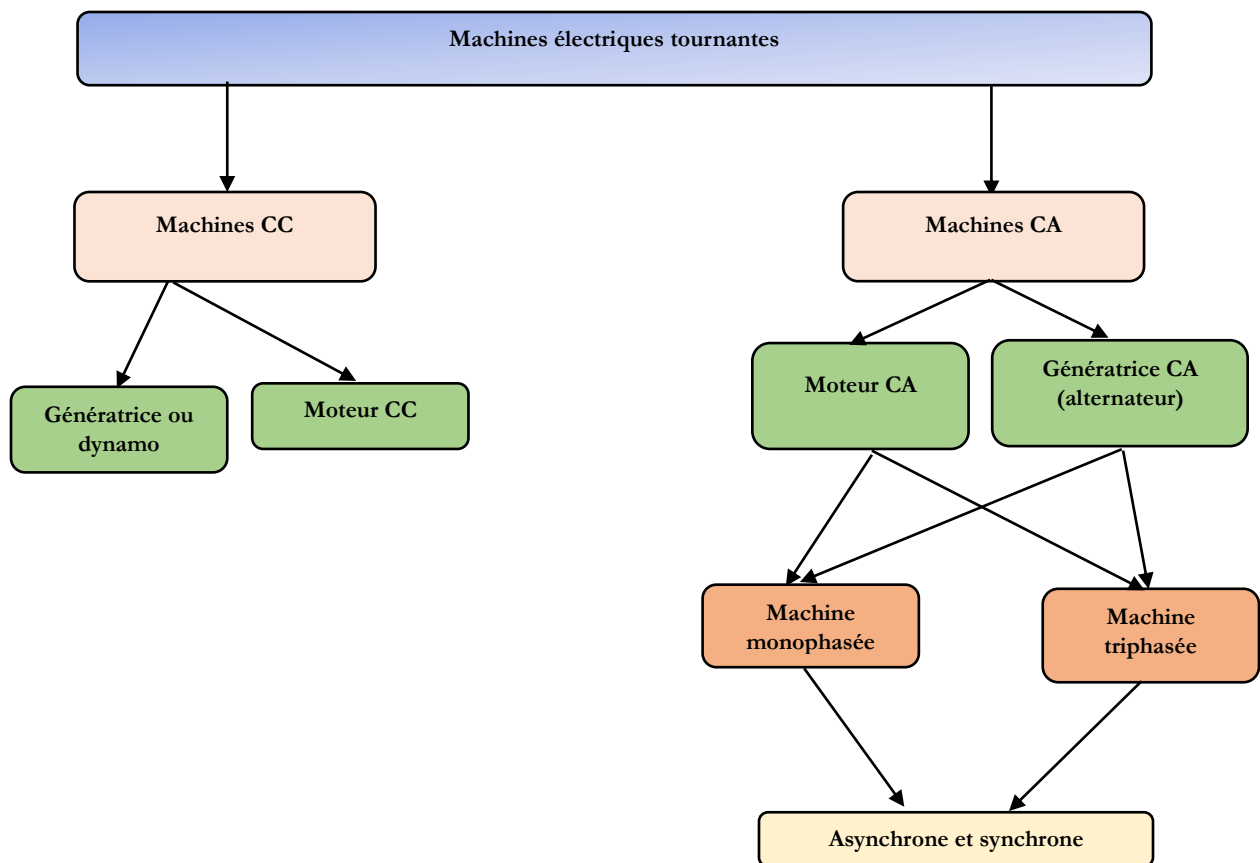 Machines électriques tournantes
Machines CC
Machines CA
Génératrice ou
dynamo
Moteur CC
Moteur CA
Génératrice CA
(alternateur)
Machine
monophasée
Machine
triphasée
Asynchrone et synchrone